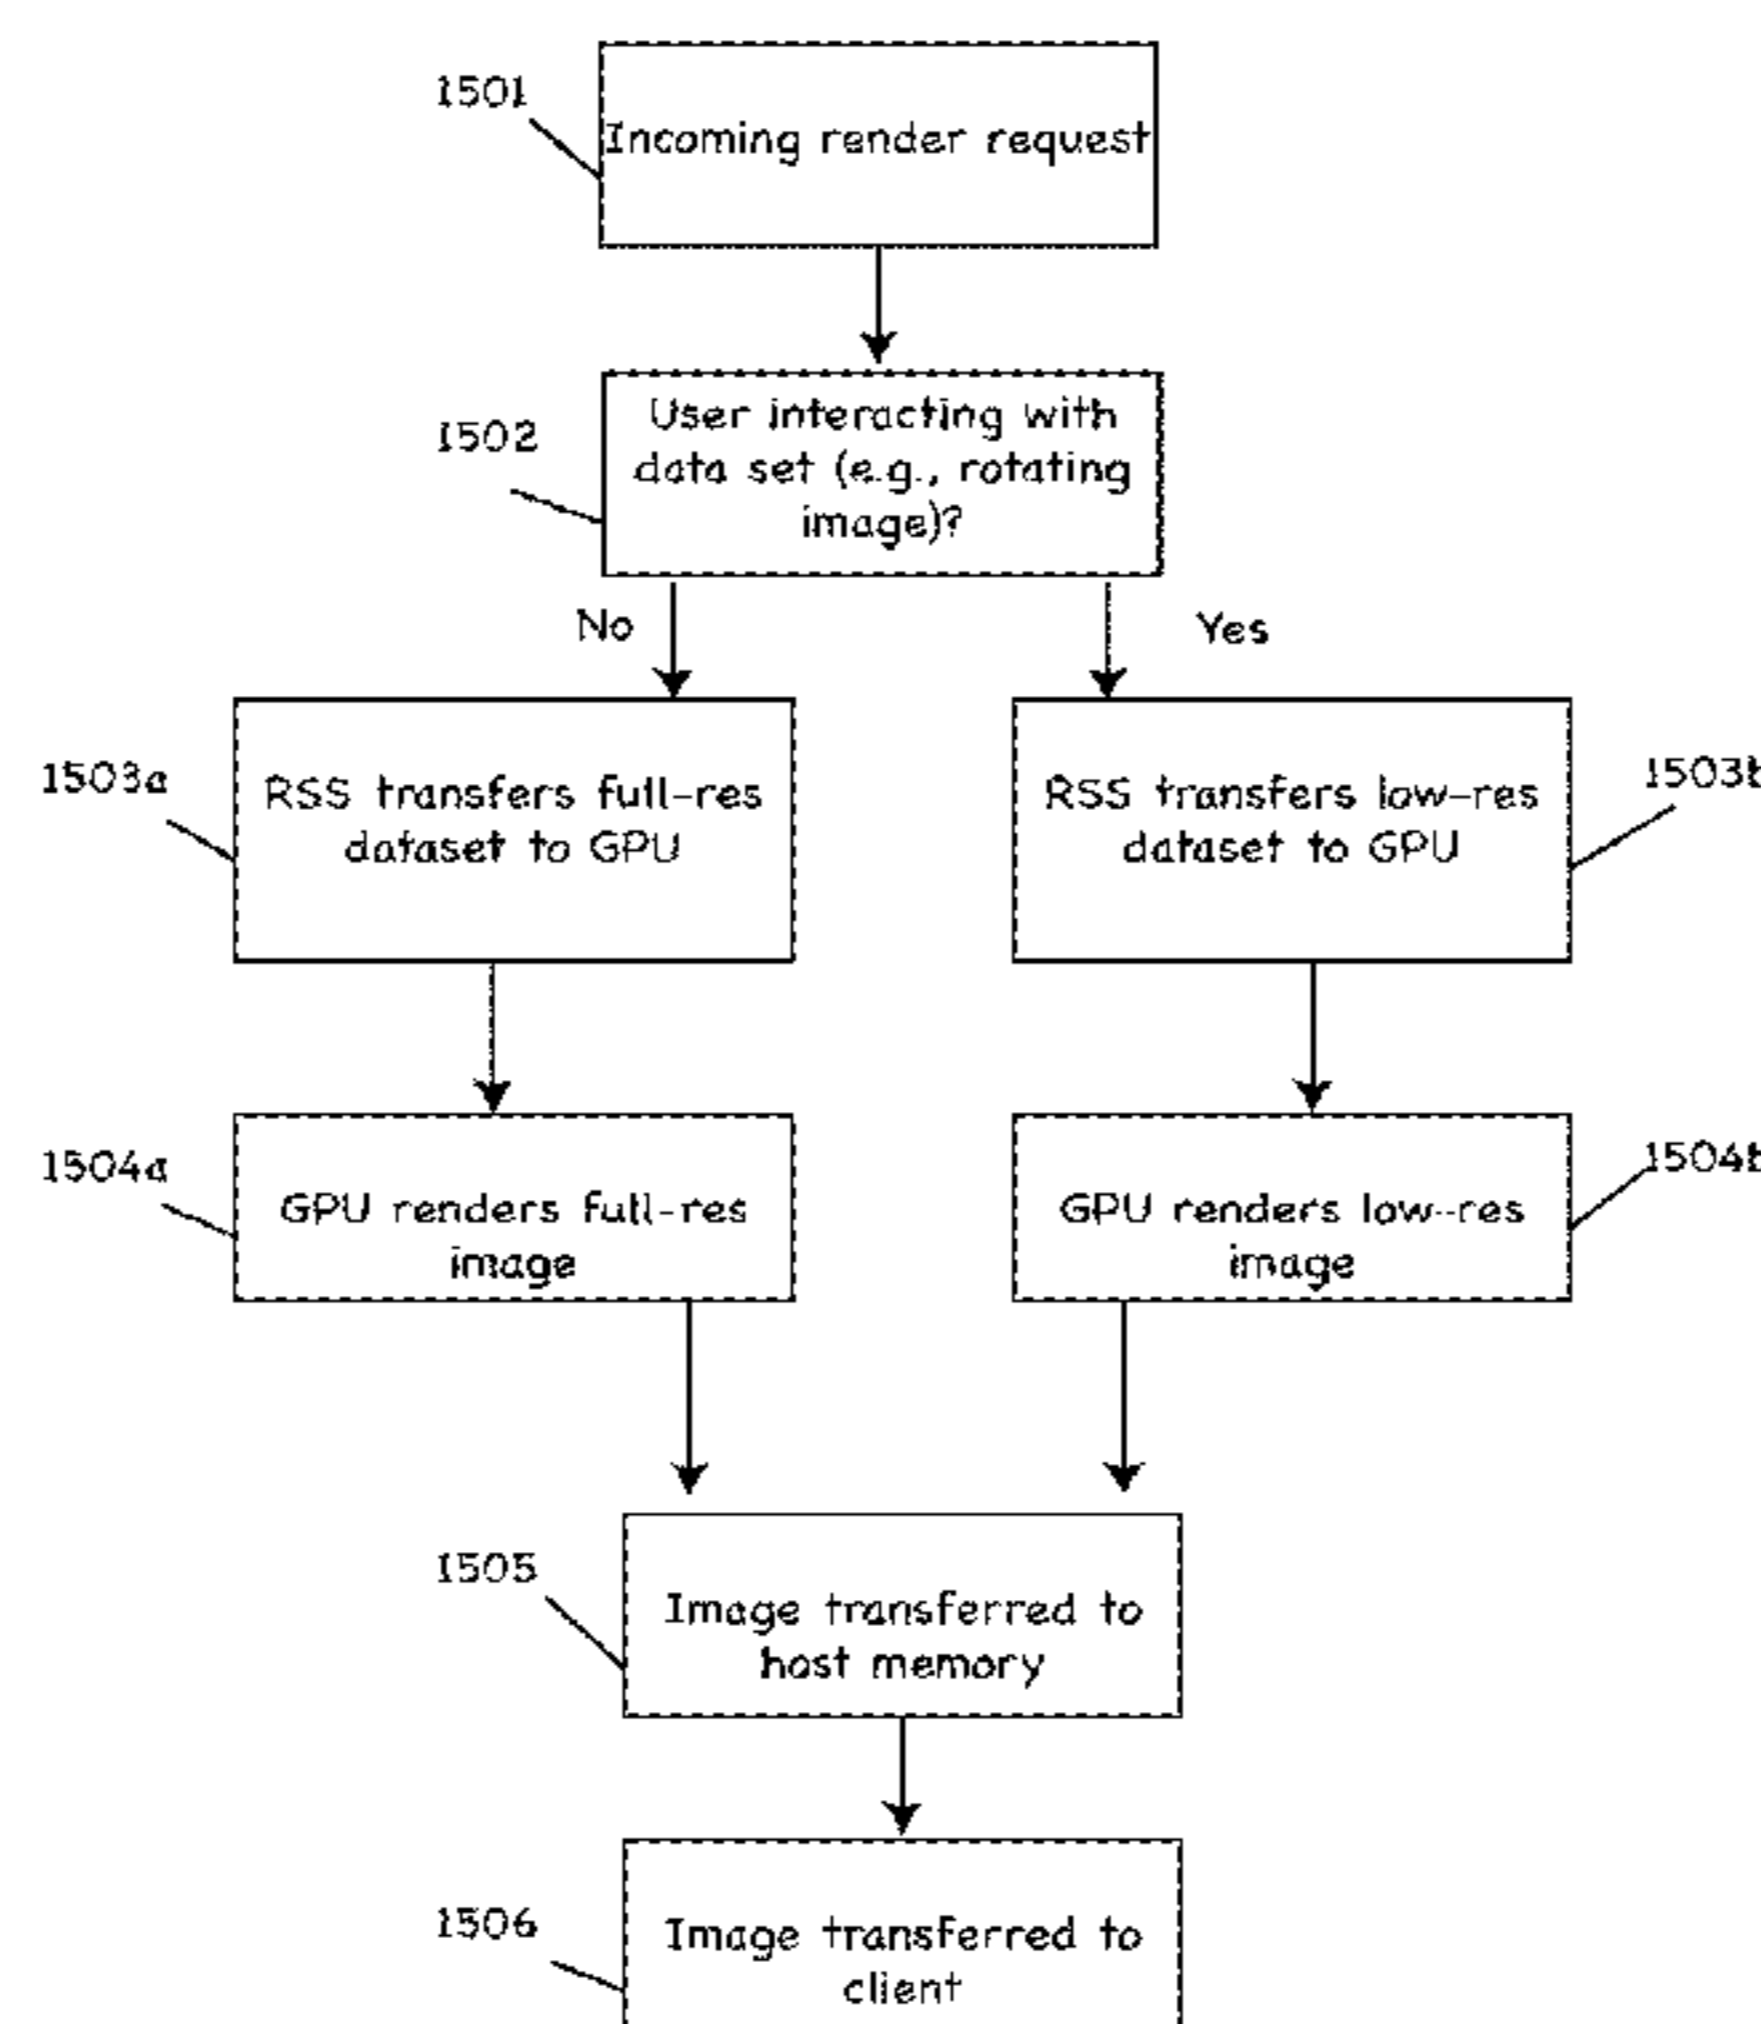 1501
Incoming render request
1502
User interacting with
data set (e.g., rotating
image)?
No
Yes
1503a
RSS transfers full-res
dataset to GPU
RSS transfers low-res
dataset to GPU
1503b
1504a
GPU renders full-res
image
GPU renders low-res
image
1504b
1505
Image transferred to
host memory
1506
Image transferred to
client